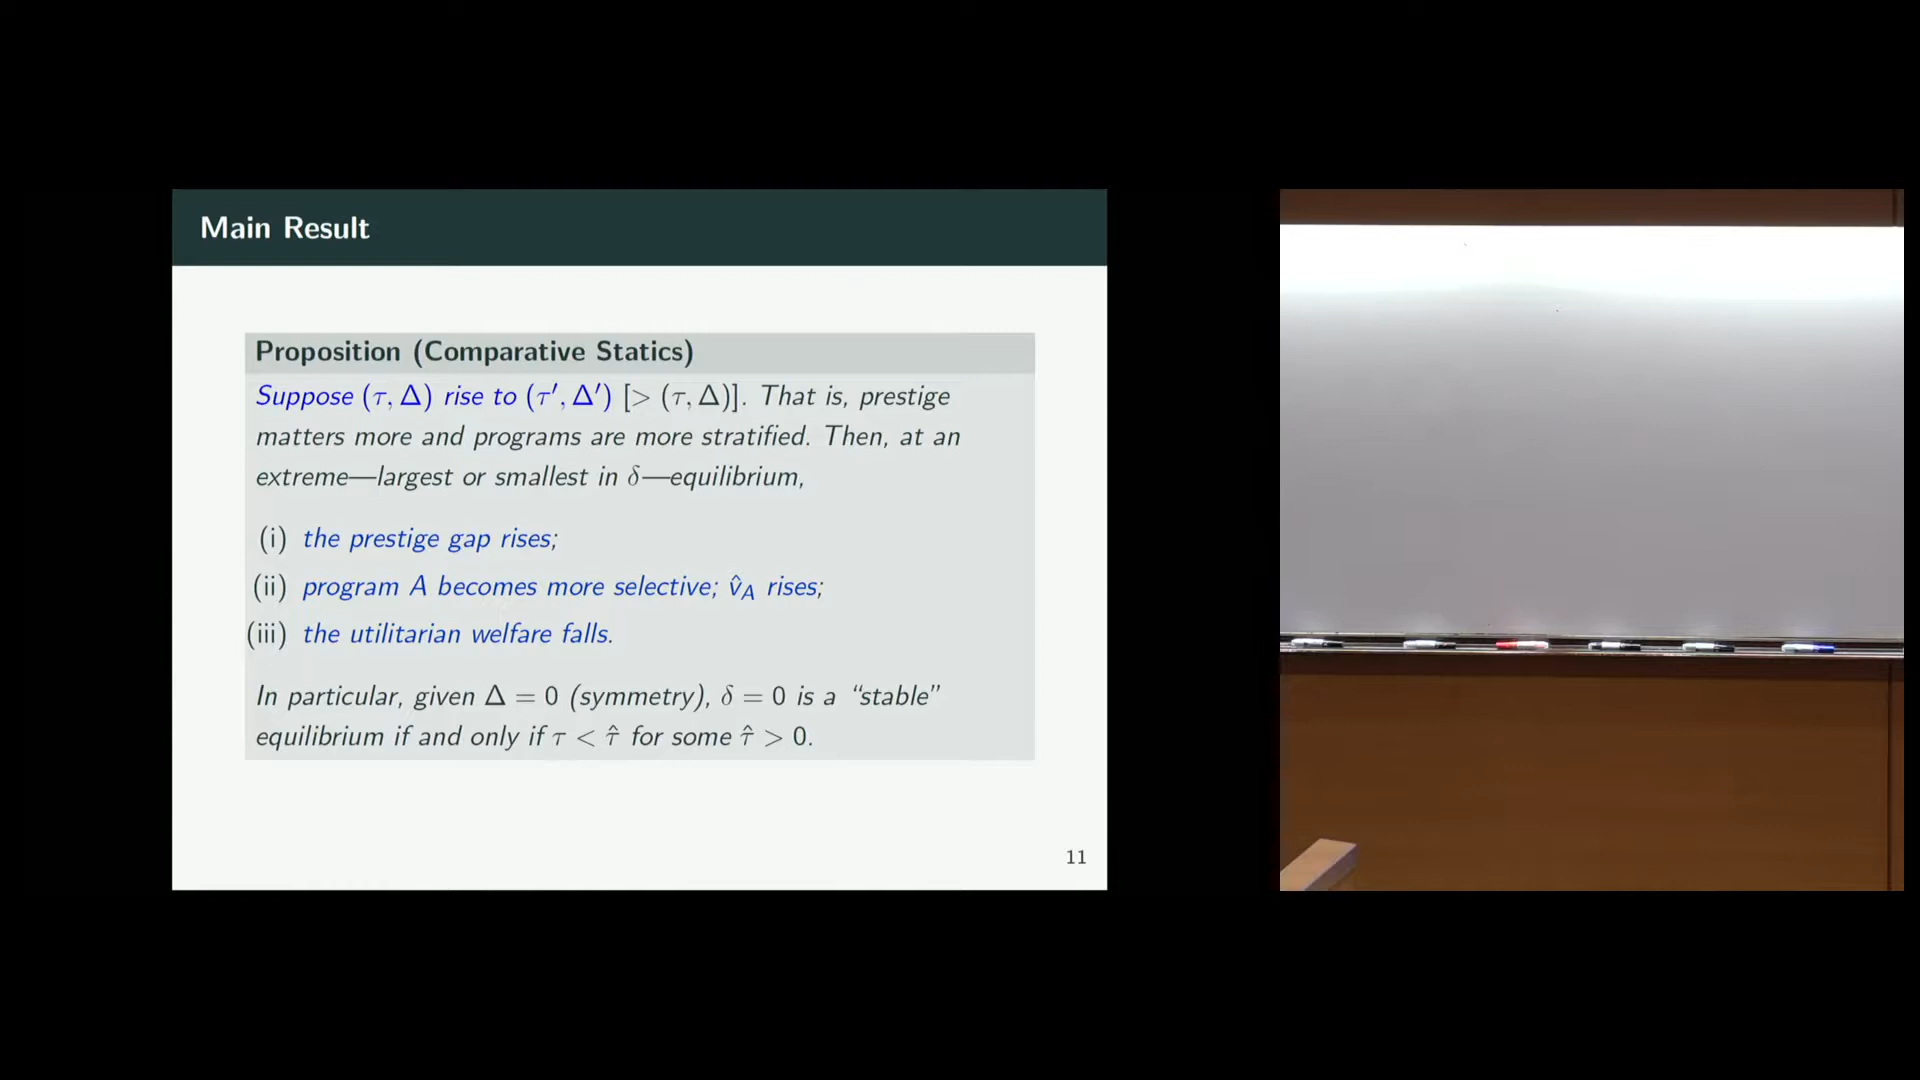 Main Result
Proposition (Comparative Statics)
Suppose (τ, Δ) rise to (τ′, Δ′) [> (τ, Δ)]. That is, prestige
matters more and programs are more stratified. Then, at an
extreme—largest or smallest in δ—equilibrium,
(i) the prestige gap rises;
(ii) program A becomes more selective; v̂_A rises;
(iii) the utilitarian welfare falls.
In particular, given Δ = 0 (symmetry), δ = 0 is a “stable”
equilibrium if and only if τ < τ̂ for some τ̂ > 0.
11